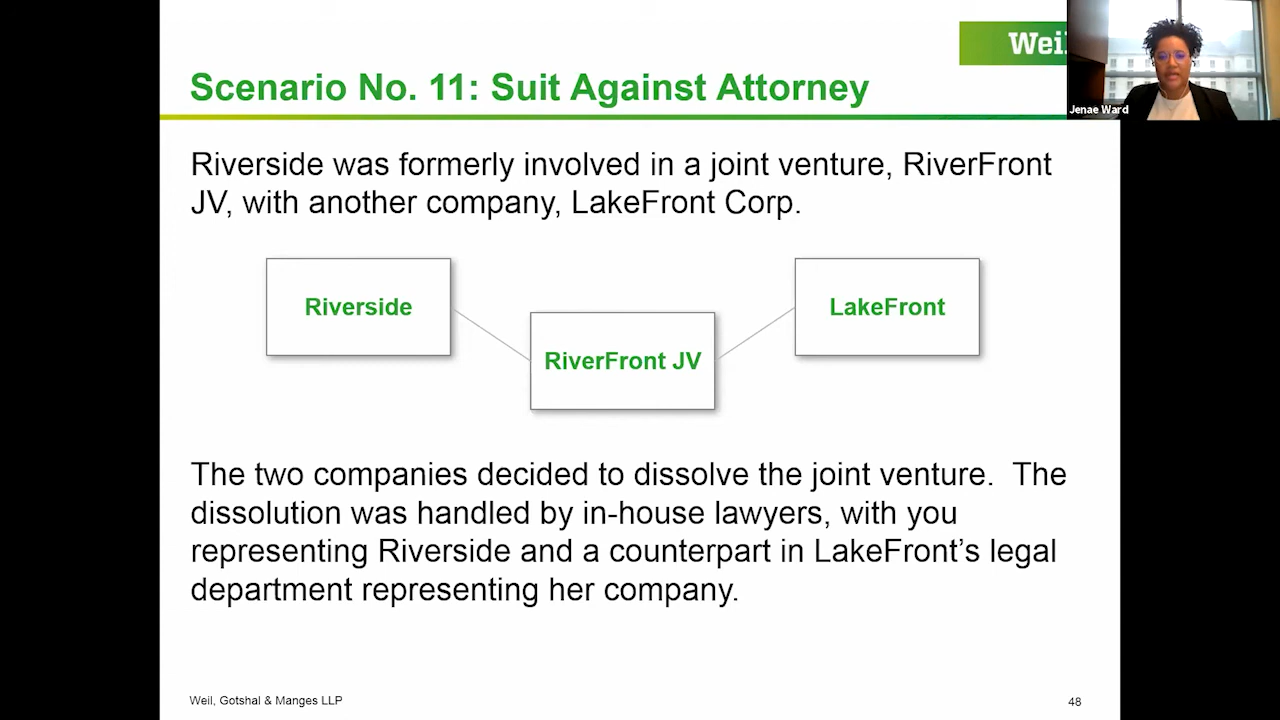 Weil
Jenae Ward
Scenario No. 11: Suit Against Attorney
Riverside was formerly involved in a joint venture, RiverFront
JV, with another company, LakeFront Corp.
Riverside
LakeFront
RiverFront JV
The two companies decided to dissolve the joint venture.  The
dissolution was handled by in-house lawyers, with you
representing Riverside and a counterpart in LakeFront’s legal
department representing her company.
Weil, Gotshal & Manges LLP
48